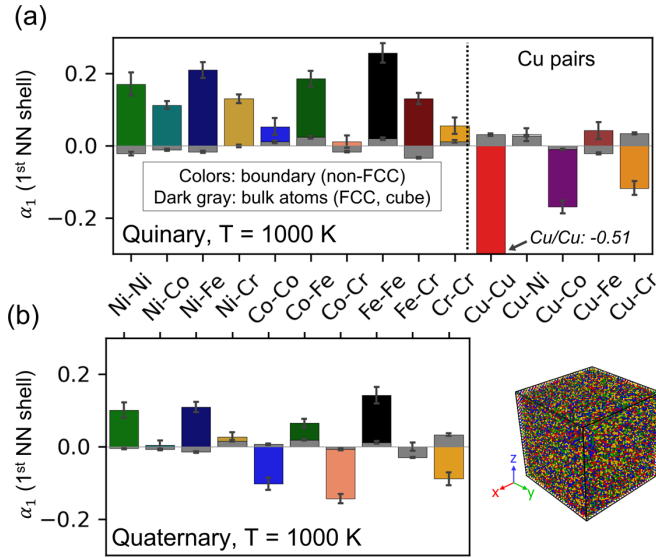 (a)
Cu pairs
0.2
0.0
−0.2
α₁ (1ˢᵗ NN shell)
Colors: boundary (non-FCC)
Dark gray: bulk atoms (FCC, cube)
Quinary, T = 1000 K
Cu/Cu: -0.51
Ni–Ni
Ni–Co
Ni–Fe
Ni–Cr
Co–Co
Co–Fe
Co–Cr
Fe–Fe
Fe–Cr
Cr–Cr
Cu–Cu
Cu–Ni
Cu–Co
Cu–Fe
Cu–Cr
(b)
0.2
0.0
−0.2
α₁ (1ˢᵗ NN shell)
Quaternary, T = 1000 K
z
x
y